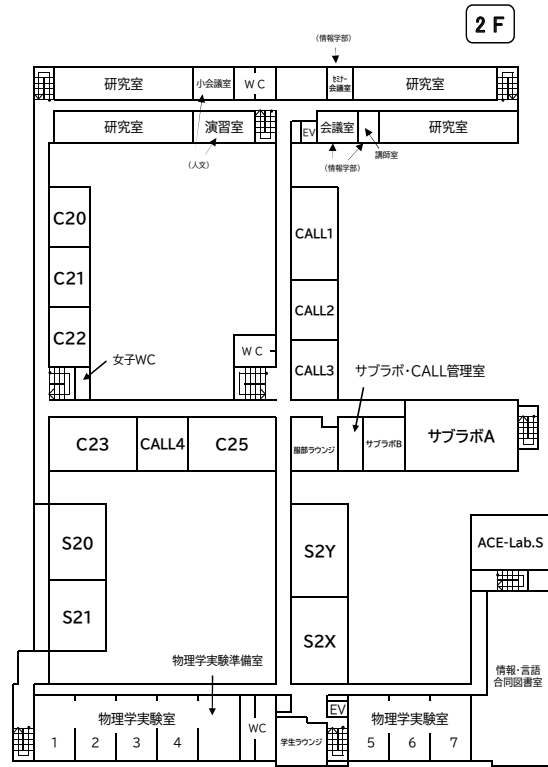 2F
(情報学部)
研究室
小会議室
WC
ｾﾐﾅｰ
会議室
研究室
研究室
演習室
EV
会議室
研究室
講師室
(人文)
(情報学部)
C20
CALL1
C21
CALL2
C22
WC
CALL3
女子WC
サブラボ・CALL管理室
C23
CALL4
C25
服部ラウンジ
サブラボB
サブラボA
S20
S2Y
ACE-Lab.S
S21
S2X
物理学実験準備室
情報・言語
合同図書室
物理学実験室
1
2
3
4
WC
学生ラウンジ
EV
物理学実験室
5
6
7